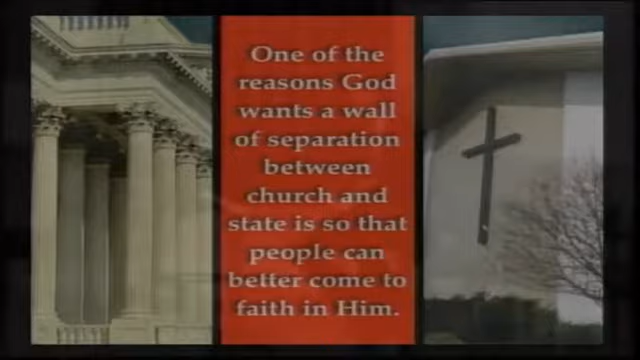 One of the
reasons God
wants a wall
of separation
between
church and
state is so that
people can
better come to
faith in Him.